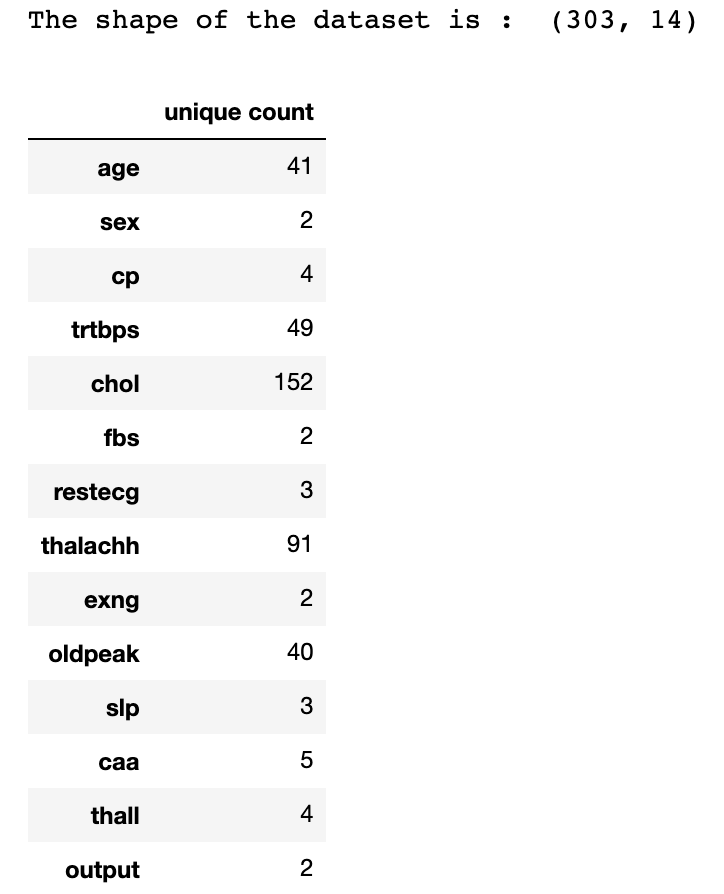 The shape of the dataset is :  (303, 14)
unique count
age 41
sex 2
cp 4
trtbps 49
chol 152
fbs 2
restecg 3
thalachh 91
exng 2
oldpeak 40
slp 3
caa 5
thall 4
output 2